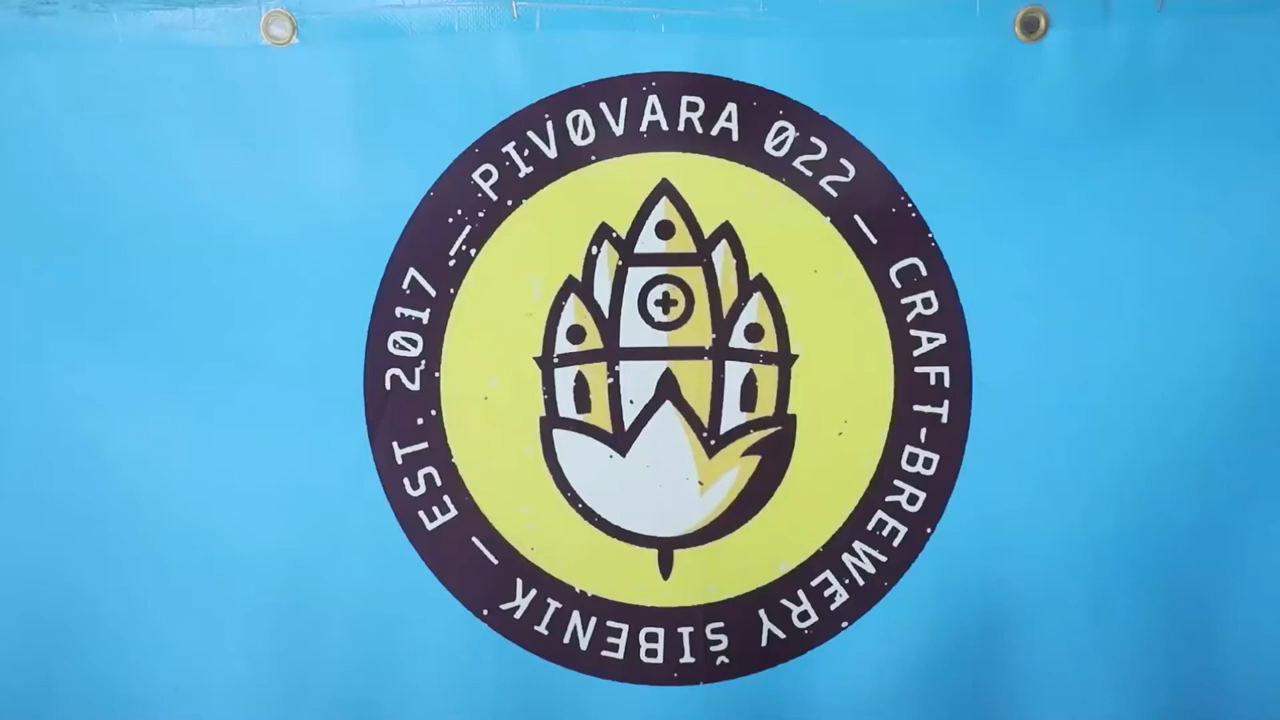 PIVØVARA Ø22 — CRAFT-BREWERY ŠIBENIK — EST. 2017 —